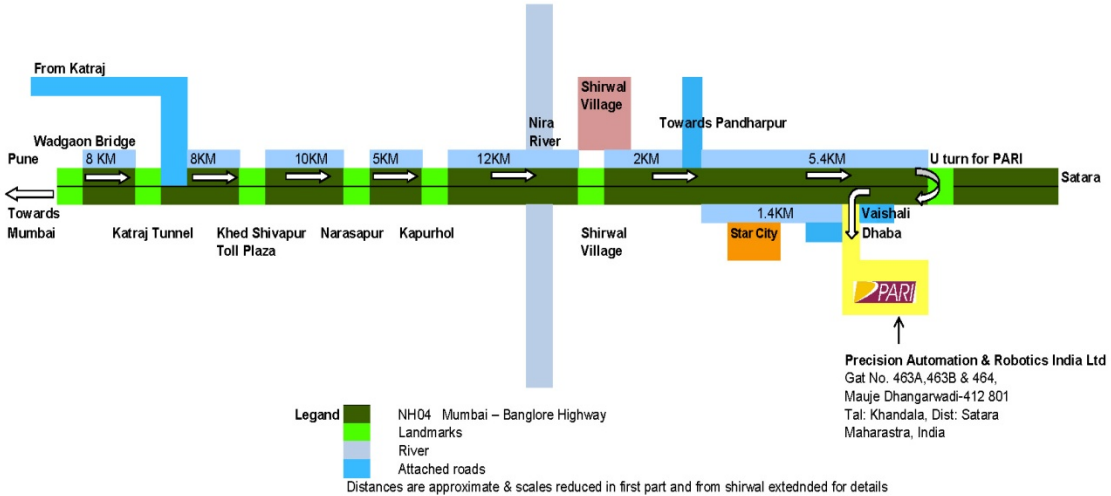 From Katraj
Shirwal
Village
Wadgaon Bridge
Nira
River
Towards Pandharpur
Pune
8 KM
8KM
10KM
5KM
12KM
2KM
5.4KM
U turn for PARI
Satara
Towards
Mumbai
Katraj Tunnel
Khed Shivapur
Toll Plaza
Narasapur
Kapurhol
Shirwal
Village
1.4KM
Star City
Vaishali
Dhaba
PARI
Precision Automation & Robotics India Ltd
Gat No. 463A,463B & 464,
Mauje Dhangarwadi-412 801
Tal: Khandala, Dist: Satara
Maharastra, India
Legand
NH04 Mumbai – Banglore Highway
Landmarks
River
Attached roads
Distances are approximate & scales reduced in first part and from shirwal extednded for details